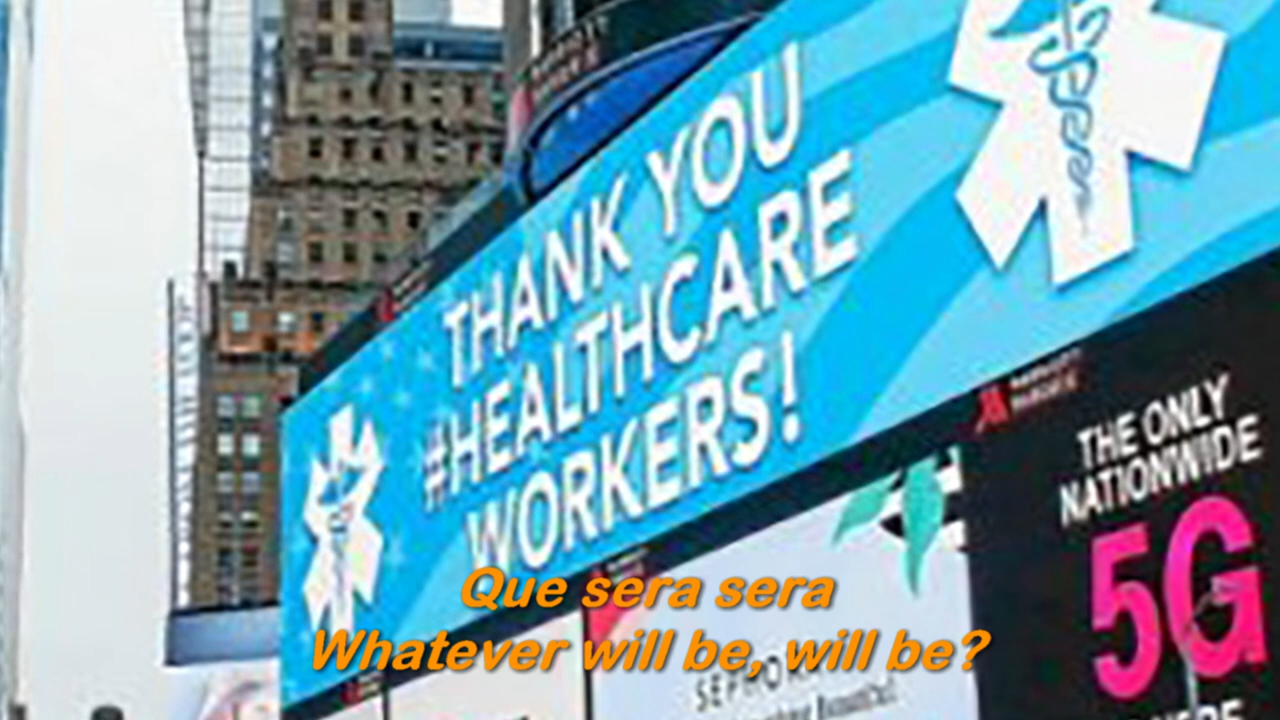 THANK YOU
#HEALTHCARE
WORKERS!
THE ONLY
NATIONWIDE
5G
Que sera sera
Whatever will be, will be?